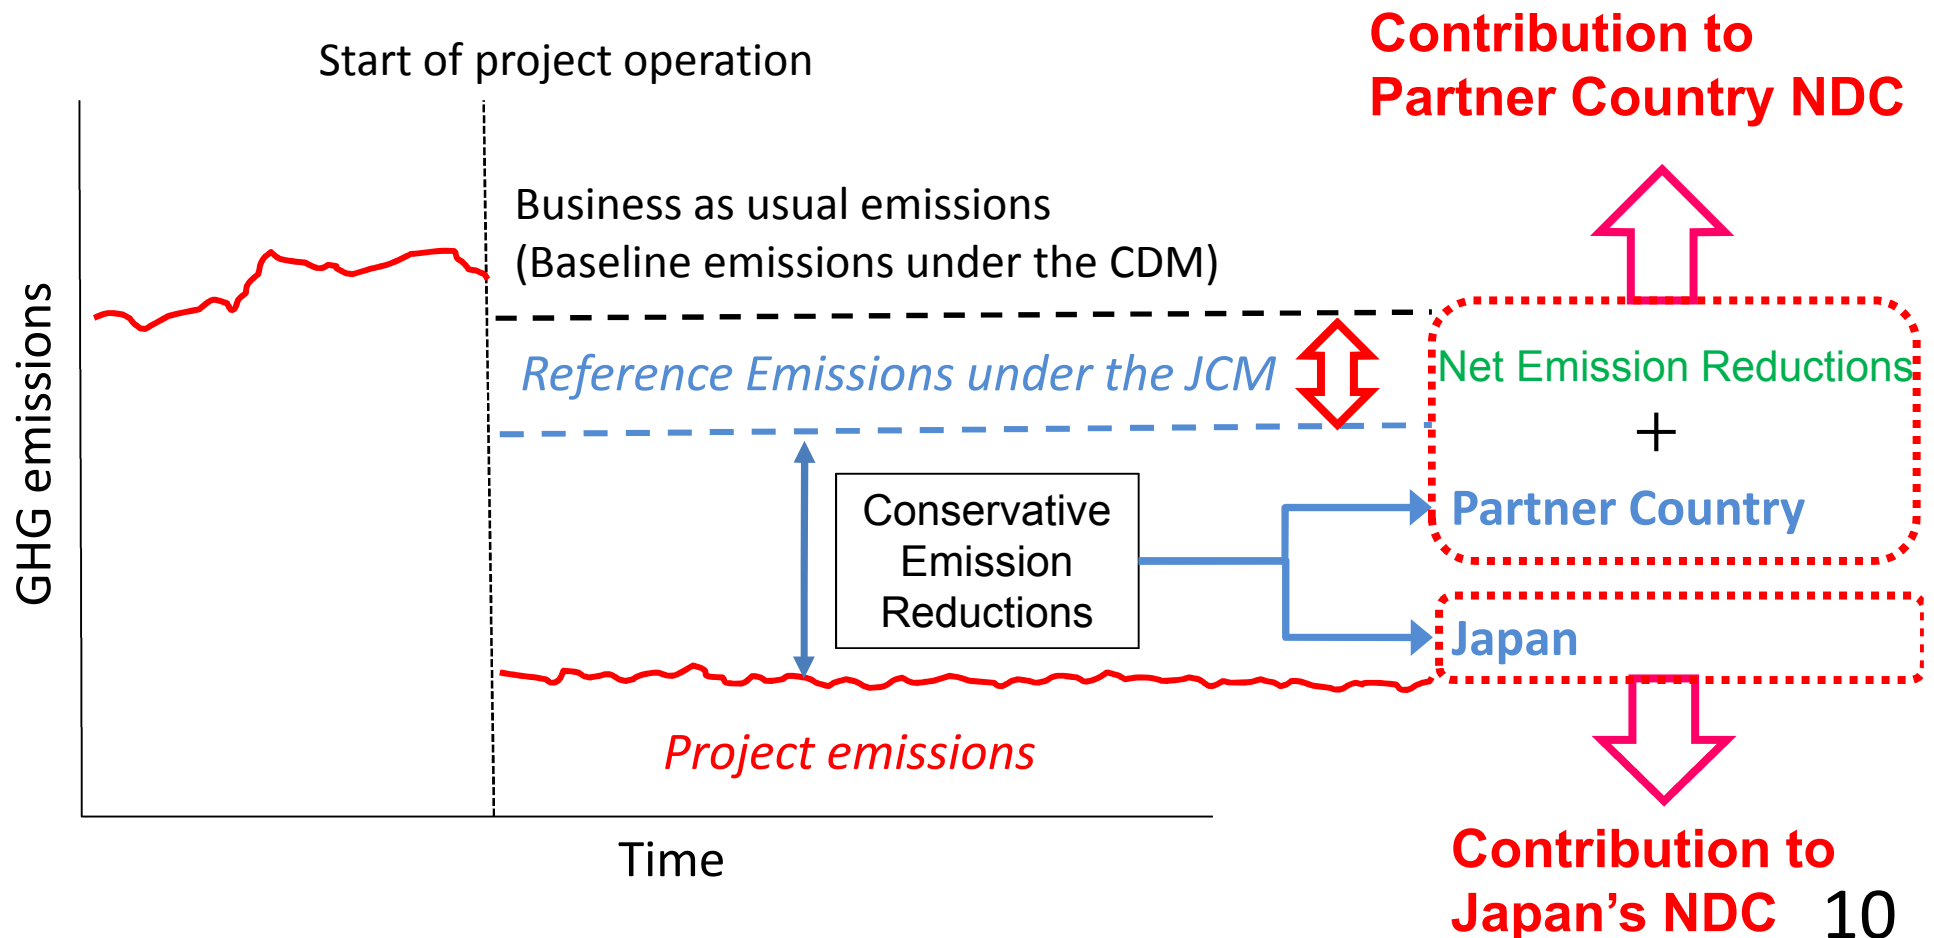 Contribution to
Partner Country NDC
Start of project operation
Business as usual emissions
(Baseline emissions under the CDM)
Reference Emissions under the JCM
Net Emission Reductions
+
Conservative
Emission
Reductions
Partner Country
Japan
GHG emissions
Project emissions
Time
Contribution to
Japan’s NDC
10